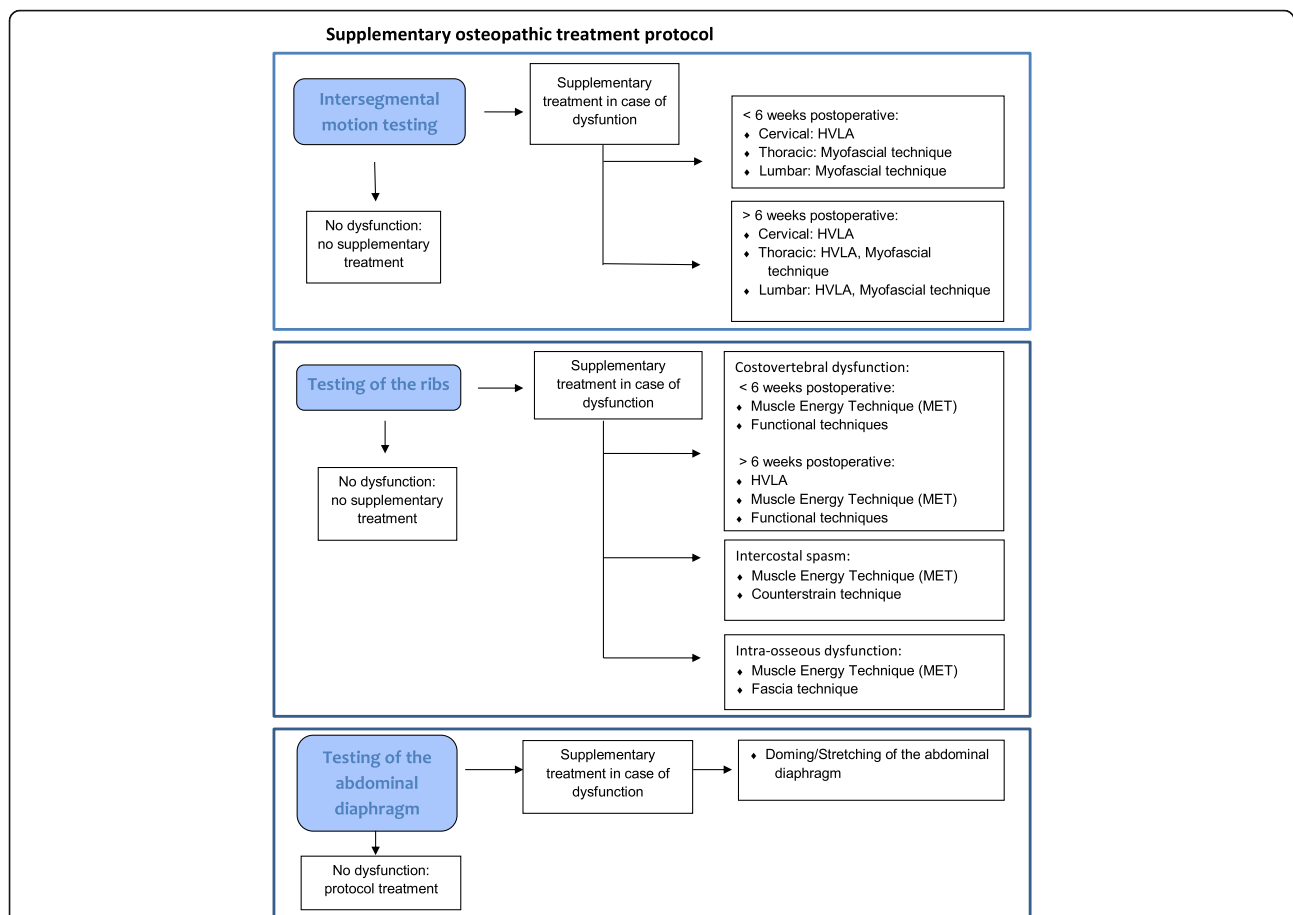 Supplementary osteopathic treatment protocol
Intersegmental
motion testing
Supplementary
treatment in case of
dysfuntion
< 6 weeks postoperative:
♦ Cervical: HVLA
♦ Thoracic: Myofascial technique
♦ Lumbar: Myofascial technique
No dysfunction:
no supplementary
treatment
> 6 weeks postoperative:
♦ Cervical: HVLA
♦ Thoracic: HVLA, Myofascial
technique
♦ Lumbar: HVLA, Myofascial technique
Testing of the ribs
Supplementary
treatment in case of
dysfunction
Costovertebral dysfunction:
< 6 weeks postoperative:
♦ Muscle Energy Technique (MET)
♦ Functional techniques
> 6 weeks postoperative:
♦ HVLA
♦ Muscle Energy Technique (MET)
♦ Functional techniques
No dysfunction:
no supplementary
treatment
Intercostal spasm:
♦ Muscle Energy Technique (MET)
♦ Counterstrain technique
Intra-osseous dysfunction:
♦ Muscle Energy Technique (MET)
♦ Fascia technique
Testing of the
abdominal
diaphragm
Supplementary
treatment in case of
dysfunction
♦ Doming/Stretching of the abdominal
diaphragm
No dysfunction:
protocol treatment